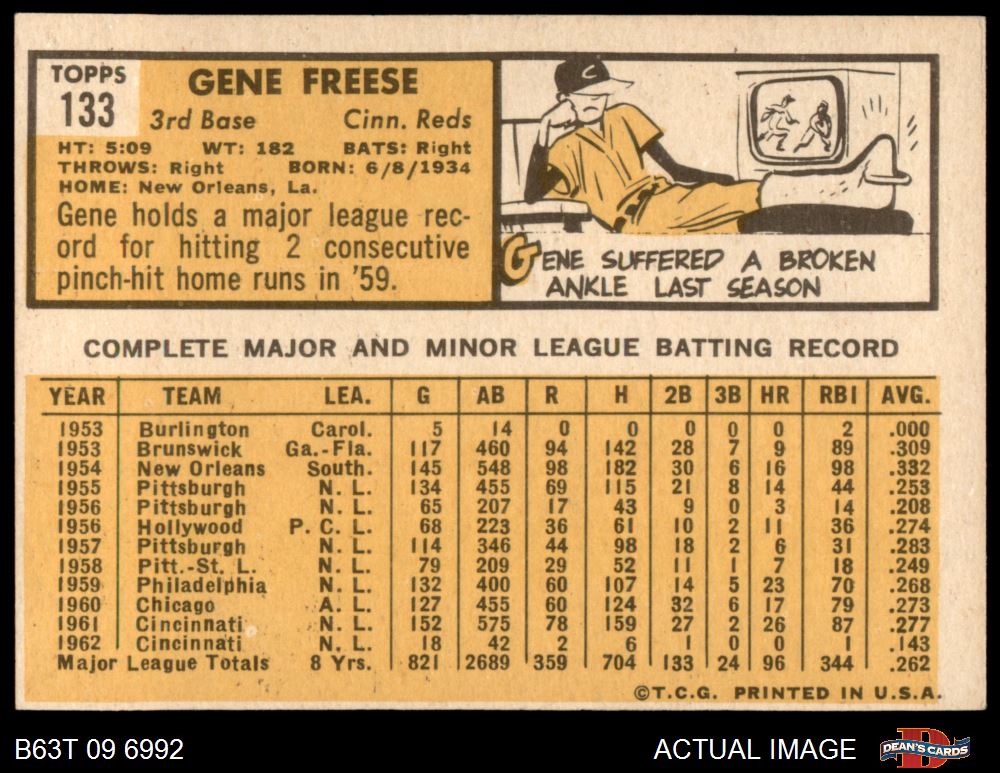 TOPPS
133
GENE FREESE
3rd Base Cinn. Reds
HT: 5:09 WT: 182 BATS: Right
THROWS: Right BORN: 6/8/1934
HOME: New Orleans, La.
Gene holds a major league rec-
ord for hitting 2 consecutive
pinch-hit home runs in '59.
C
GENE SUFFERED A BROKEN
ANKLE LAST SEASON
COMPLETE MAJOR AND MINOR LEAGUE BATTING RECORD
YEAR TEAM LEA. G AB R H 2B 3B HR RBI AVG.
1953 Burlington Carol. 5 14 0 0 0 0 0 2 .000
1953 Brunswick Ga.-Fla. 117 460 94 142 28 7 9 89 .309
1954 New Orleans South. 145 548 98 182 30 6 16 98 .332
1955 Pittsburgh N. L. 134 455 69 115 21 8 14 44 .253
1956 Pittsburgh N. L. 65 207 17 43 9 0 3 14 .208
1956 Hollywood P. C. L. 68 223 36 61 10 2 11 36 .274
1957 Pittsburgh N. L. 114 346 44 98 18 2 6 31 .283
1958 Pitt.-St. L. N. L. 79 209 29 52 11 1 7 18 .249
1959 Philadelphia N. L. 132 400 60 107 14 5 23 70 .268
1960 Chicago A. L. 127 455 60 124 32 6 17 79 .273
1961 Cincinnati N. L. 152 575 78 159 27 2 26 87 .277
1962 Cincinnati N. L. 18 42 2 6 1 0 0 1 .143
Major League Totals 8 Yrs. 821 2689 359 704 133 24 96 344 .262
©T.C.G. PRINTED IN U.S.A.
B63T 09 6992 ACTUAL IMAGE DEAN'S CARDS